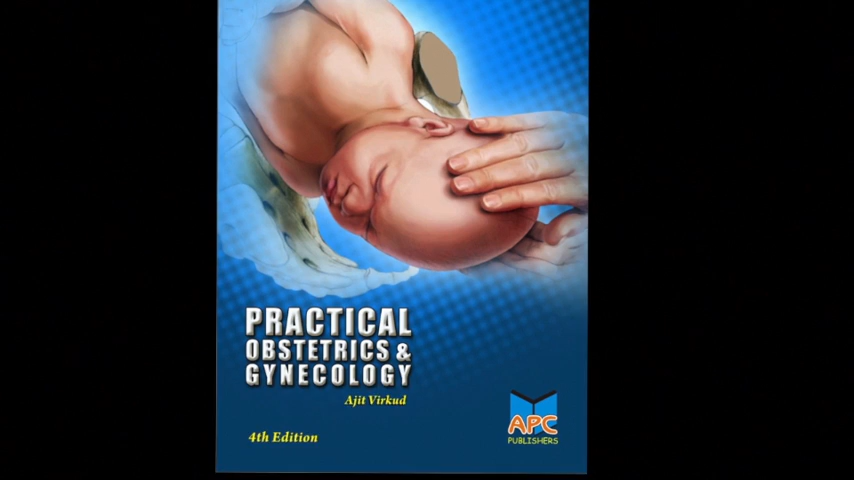 PRACTICAL
OBSTETRICS &
GYNECOLOGY
Ajit Virkud
4th Edition
APC
PUBLISHERS